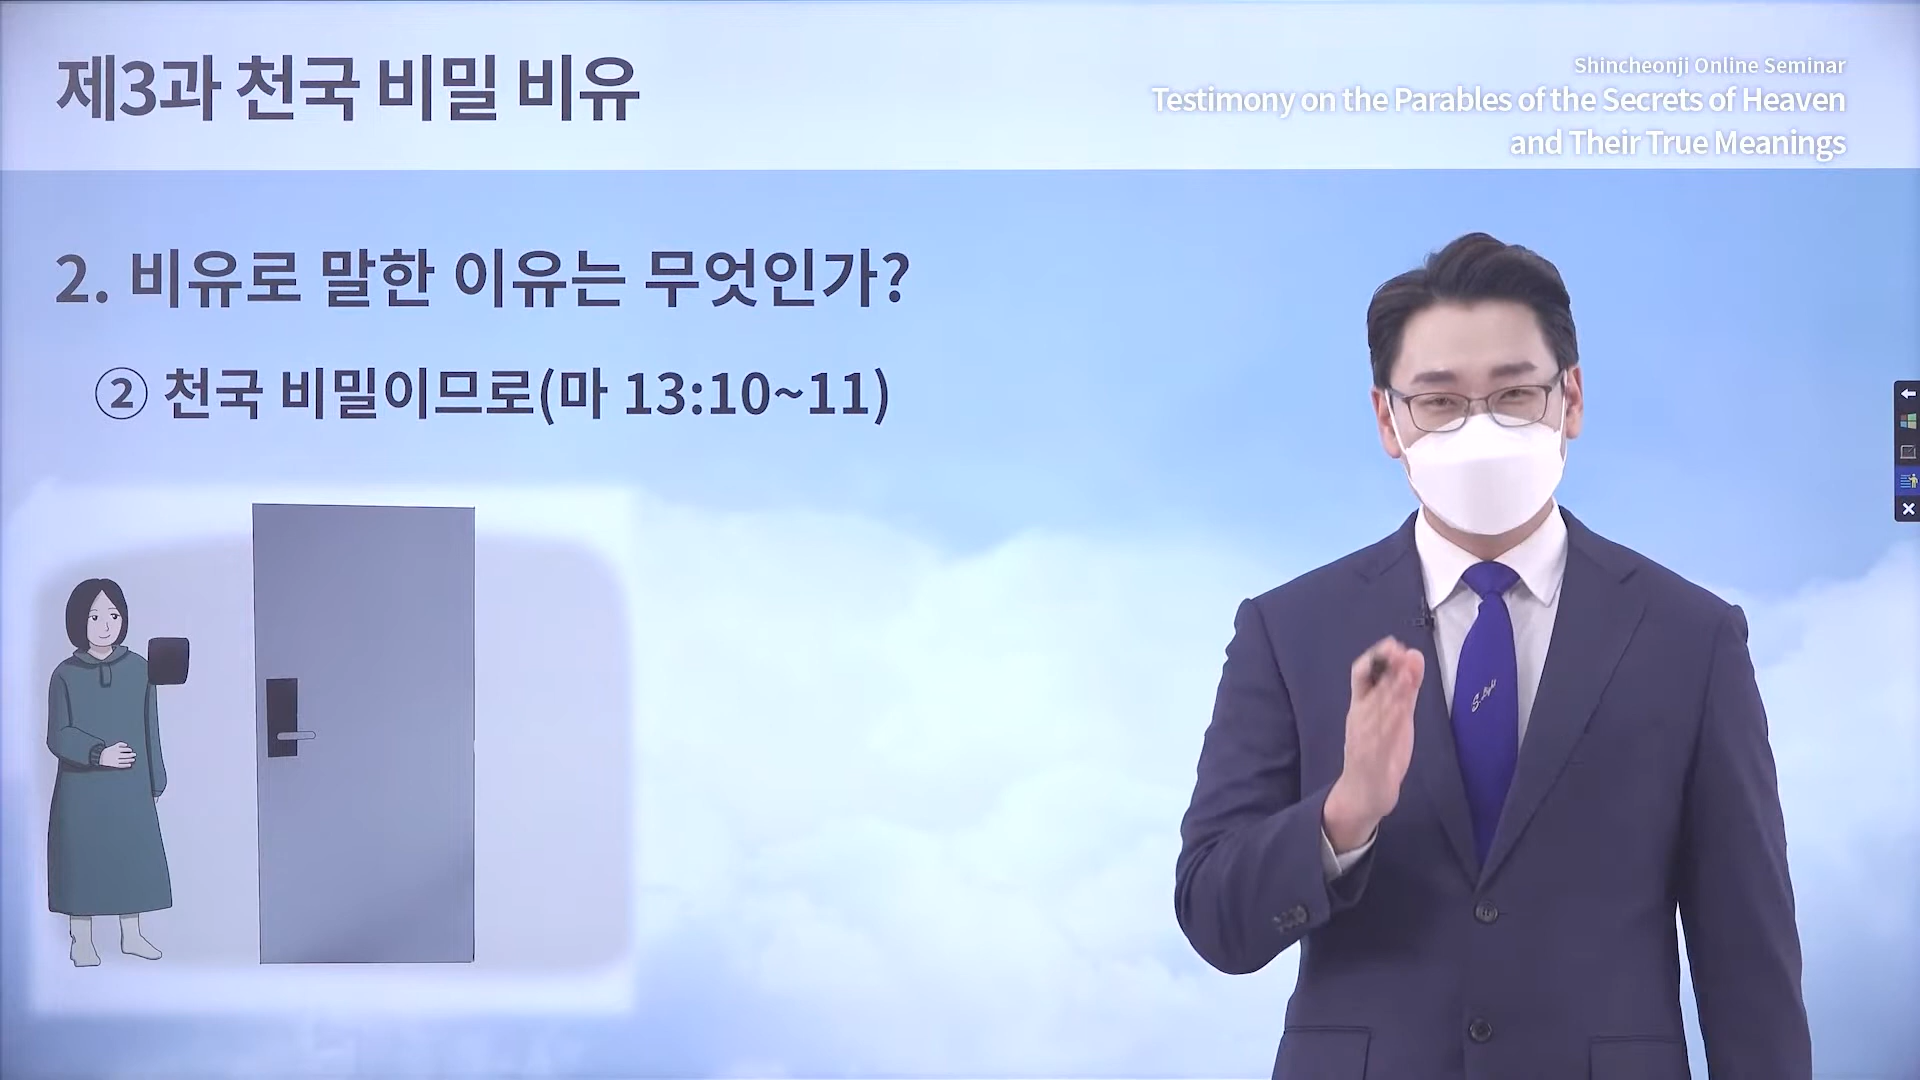 제3과 천국 비밀 비유
Shincheonji Online Seminar
Testimony on the Parables of the Secrets of Heaven
and Their True Meanings
2. 비유로 말한 이유는 무엇인가?
② 천국 비밀이므로(마 13:10~11)